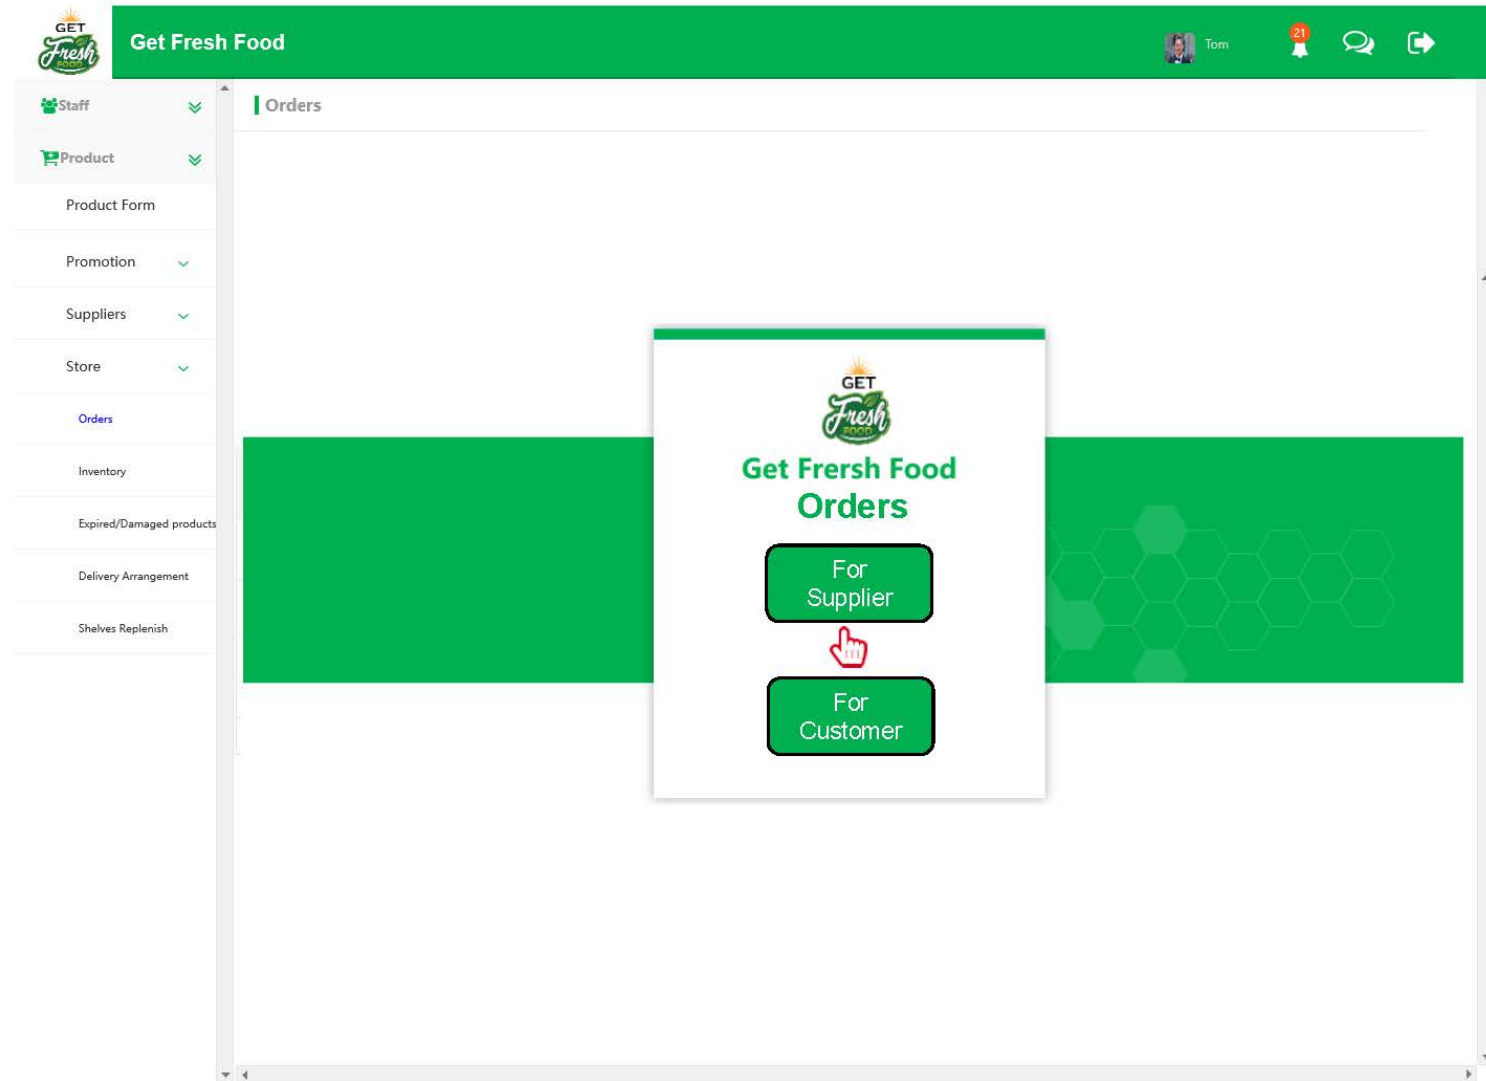 GET
Fresh
FOOD
Get Fresh Food
Tom
21
Staff
Product
Product Form
Promotion
Suppliers
Store
Orders
Inventory
Expired/Damaged products
Delivery Arrangement
Shelves Replenish
Orders
GET
Fresh
FOOD
Get Frersh Food
Orders
For
Supplier
For
Customer